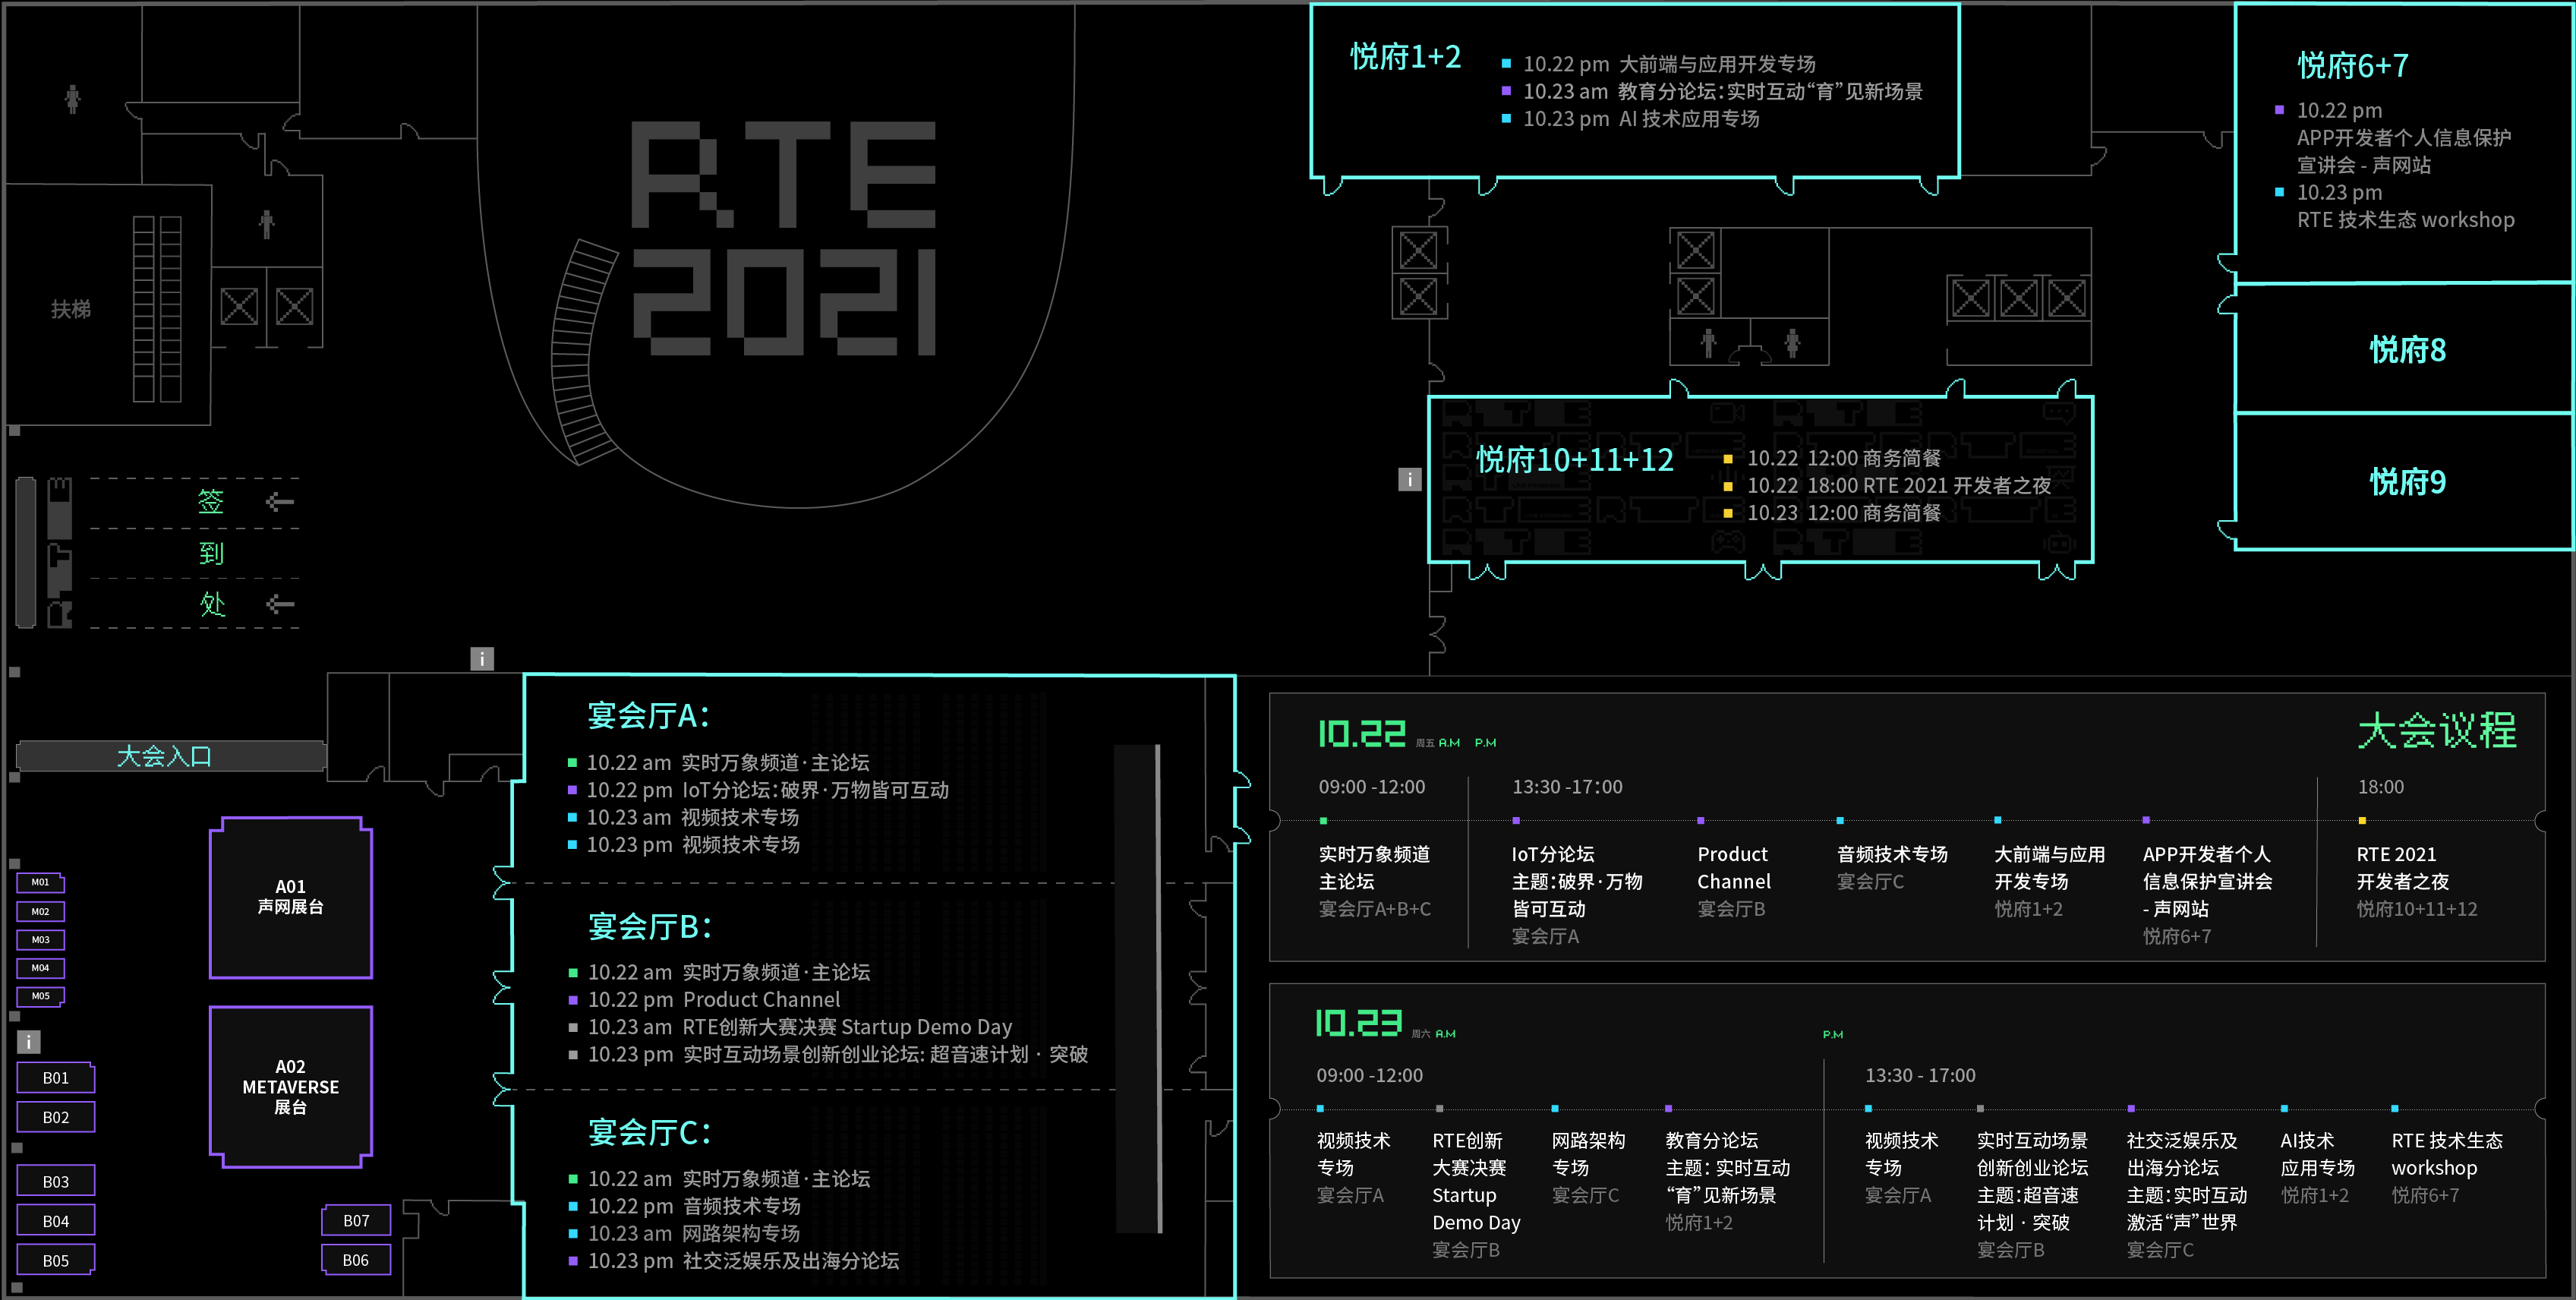 RTE
2021
扶梯
签
到
处
大会入口
悦府1+2
10.22 pm 大前端与应用开发专场
10.23 am 教育分论坛：实时互动“育”见新场景
10.23 pm AI 技术应用专场
悦府6+7
10.22 pm
APP开发者个人信息保护
宣讲会 - 声网站
10.23 pm
RTE 技术生态 workshop
悦府8
悦府9
悦府10+11+12
10.22 12:00 商务简餐
10.22 18:00 RTE 2021 开发者之夜
10.23 12:00 商务简餐
i
i
i
M01
M02
M03
M04
M05
B01
B02
B03
B04
B05
B07
B06
A01
声网展台
A02
METAVERSE
展台
宴会厅A：
10.22 am 实时万象频道·主论坛
10.22 pm IoT分论坛：破界·万物皆可互动
10.23 am 视频技术专场
10.23 pm 视频技术专场
宴会厅B：
10.22 am 实时万象频道·主论坛
10.22 pm Product Channel
10.23 am RTE创新大赛决赛 Startup Demo Day
10.23 pm 实时互动场景创新创业论坛：超音速计划 · 突破
宴会厅C：
10.22 am 实时万象频道·主论坛
10.22 pm 音频技术专场
10.23 am 网路架构专场
10.23 pm 社交泛娱乐及出海分论坛
大会议程
10.22 周五 A.M P.M
09:00 -12:00
实时万象频道
主论坛
宴会厅A+B+C
13:30 -17:00
IoT分论坛
主题：破界·万物
皆可互动
宴会厅A
Product
Channel
宴会厅B
音频技术专场
宴会厅C
大前端与应用
开发专场
悦府1+2
APP开发者个人
信息保护宣讲会
- 声网站
悦府6+7
18:00
RTE 2021
开发者之夜
悦府10+11+12
10.23 周六 A.M
09:00 -12:00
视频技术
专场
宴会厅A
RTE创新
大赛决赛
Startup
Demo Day
宴会厅B
网路架构
专场
宴会厅C
教育分论坛
主题：实时互动
“育”见新场景
悦府1+2
P.M
13:30 - 17:00
视频技术
专场
宴会厅A
实时互动场景
创新创业论坛
主题：超音速
计划 · 突破
宴会厅B
社交泛娱乐及
出海分论坛
主题：实时互动
激活“声”世界
宴会厅C
AI技术
应用专场
悦府1+2
RTE 技术生态
workshop
悦府6+7